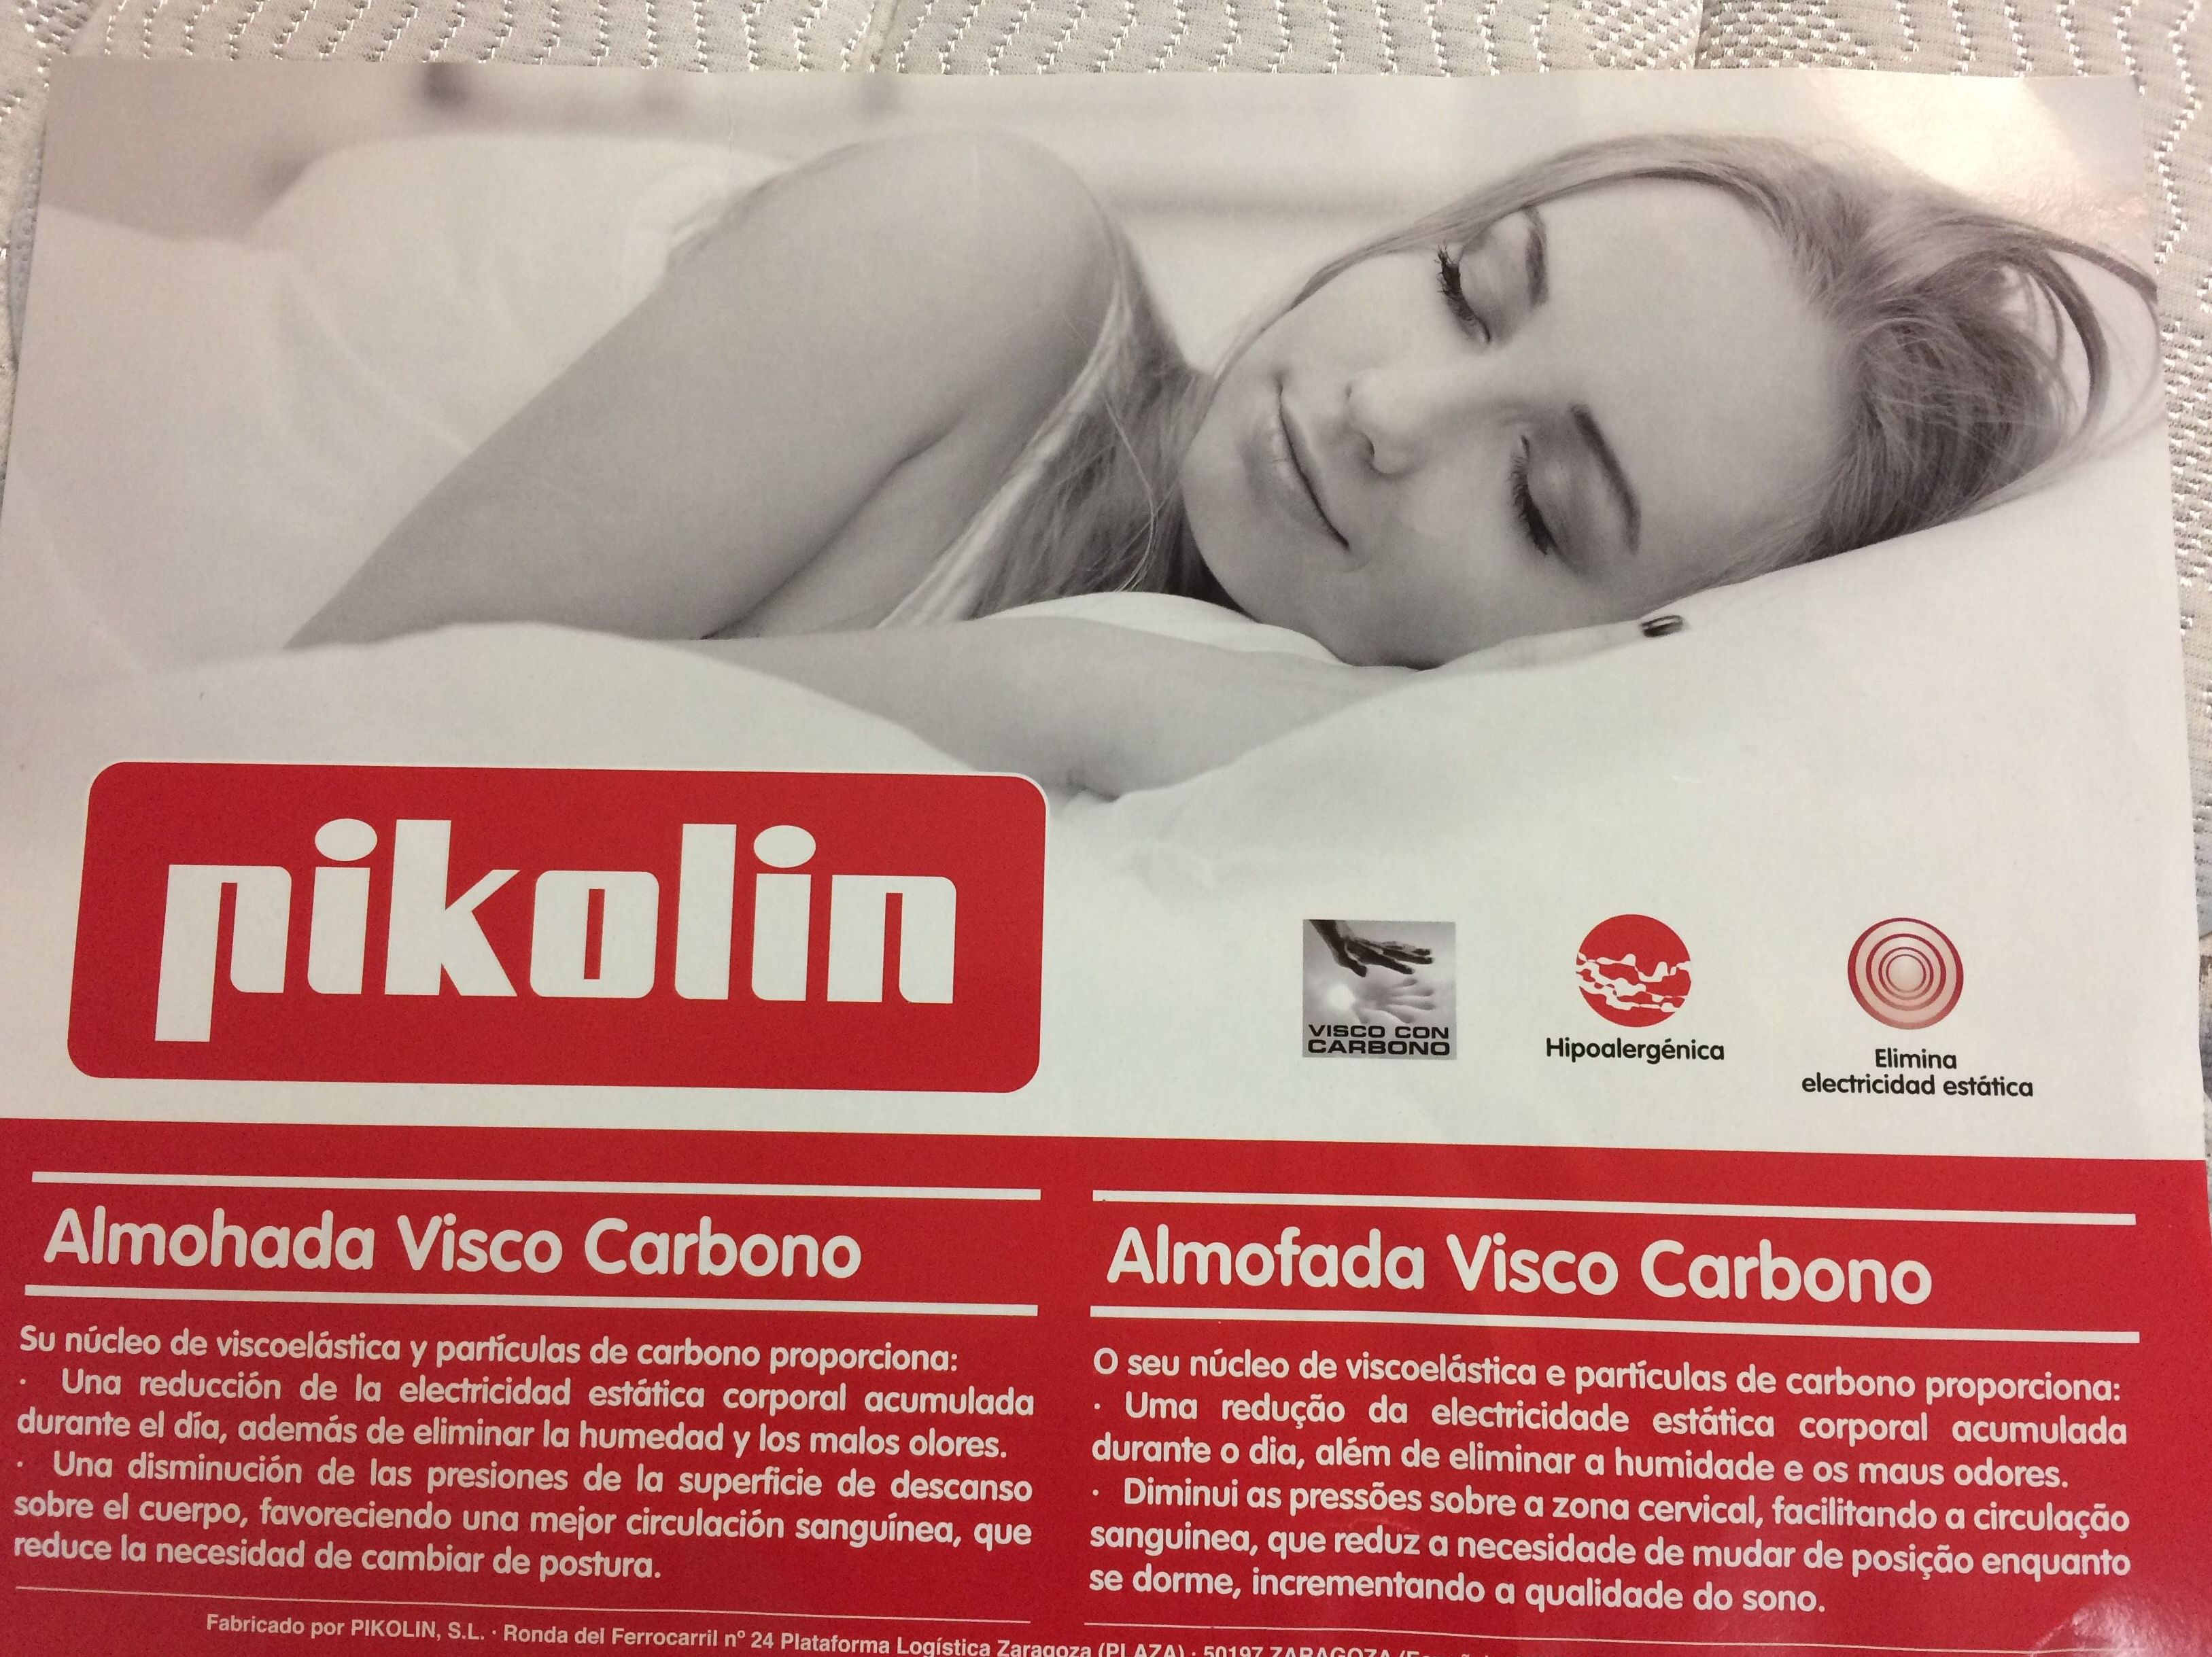 pikolin
VISCO CON
CARBONO
Hipoalergénica
Elimina
electricidad estática
Almohada Visco Carbono
Su núcleo de viscoelástica y partículas de carbono proporciona:
· Una reducción de la electricidad estática corporal acumulada
durante el día, además de eliminar la humedad y los malos olores.
· Una disminución de las presiones de la superficie de descanso
sobre el cuerpo, favoreciendo una mejor circulación sanguínea, que
reduce la necesidad de cambiar de postura.
Almofada Visco Carbono
O seu núcleo de viscoelástica e partículas de carbono proporciona:
· Uma redução da electricidade estática corporal acumulada
durante o dia, além de eliminar a humidade e os maus odores.
· Diminui as pressões sobre a zona cervical, facilitando a circulação
sanguinea, que reduz a necesidade de mudar de posição enquanto
se dorme, incrementando a qualidade do sono.
Fabricado por PIKOLIN, S.L. · Ronda del Ferrocarril nº 24 Plataforma Logística Zaragoza (PLAZA) · 50197 ZARAGOZA